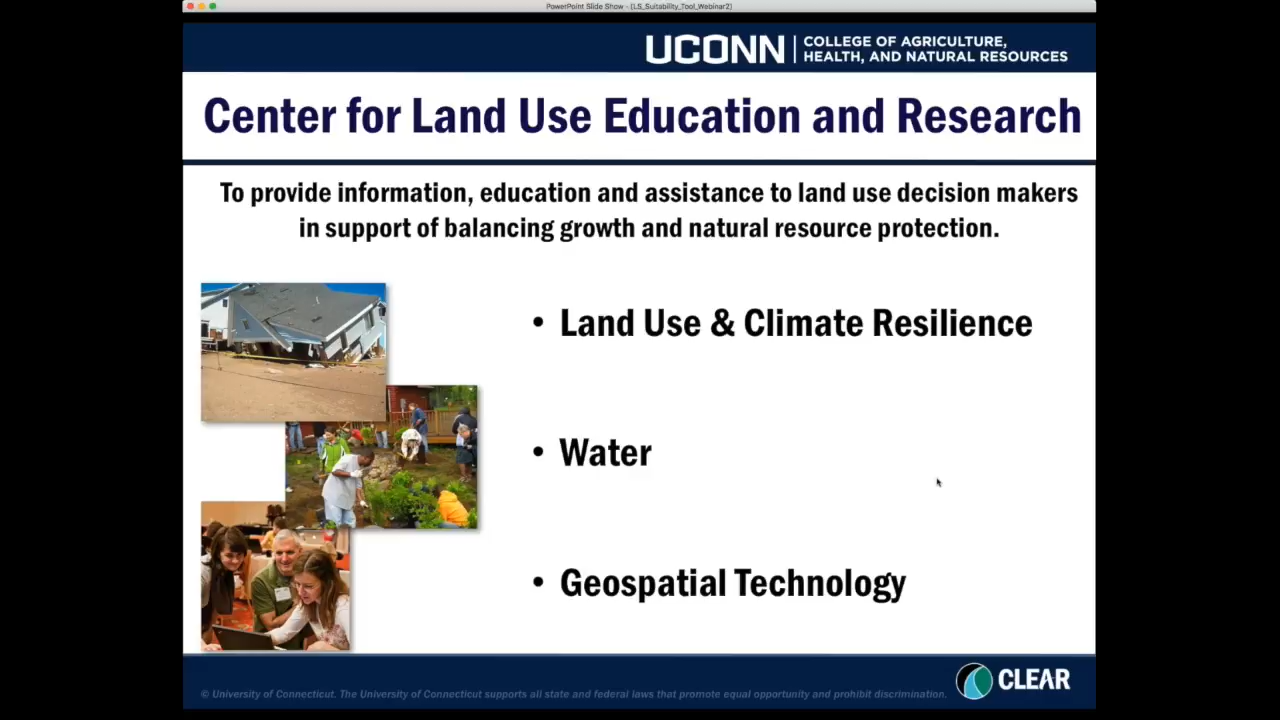 PowerPoint Slide Show - [LS_Suitability_Tool_Webinar2]
UCONN
COLLEGE OF AGRICULTURE,
HEALTH, AND NATURAL RESOURCES
Center for Land Use Education and Research
To provide information, education and assistance to land use decision makers
in support of balancing growth and natural resource protection.
• Land Use & Climate Resilience
• Water
• Geospatial Technology
© University of Connecticut. The University of Connecticut supports all state and federal laws that promote equal opportunity and prohibit discrimination.
CLEAR